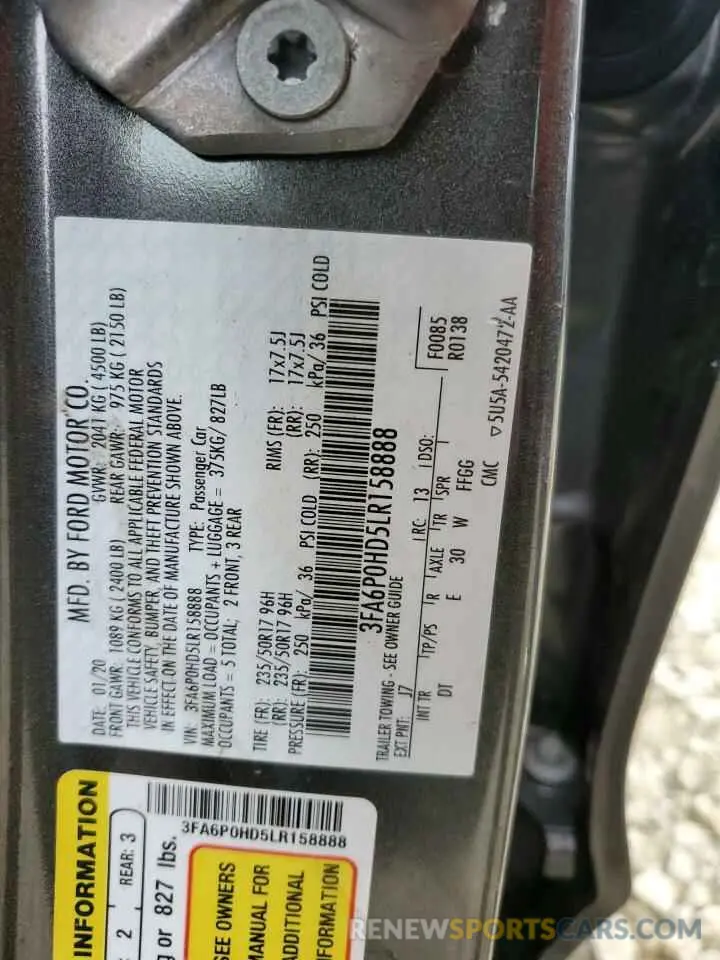 MFD. BY FORD MOTOR CO.
DATE: 01/20 GVWR: 2041 KG ( 4500 LB)
FRONT GAWR: 1089 KG ( 2400 LB) REAR GAWR: 975 KG ( 2150 LB)
THIS VEHICLE CONFORMS TO ALL APPLICABLE FEDERAL MOTOR
VEHICLE SAFETY, BUMPER, AND THEFT PREVENTION STANDARDS
IN EFFECT ON THE DATE OF MANUFACTURE SHOWN ABOVE.
VIN: 3FA6P0HD5LR158888 TYPE: Passenger Car
MAXIMUM LOAD = OCCUPANTS + LUGGAGE = 375KG/ 827LB
OCCUPANTS = 5 TOTAL; 2 FRONT, 3 REAR
TIRE (FR): 235/50R17 96H RIMS (FR): 17x7.5J
(RR): 235/50R17 96H (RR): 17x7.5J
PRESSURE (FR): 250 kPa/ 36 PSI COLD (RR): 250 kPa/ 36 PSI COLD
3FA6P0HD5LR158888
TRAILER TOWING - SEE OWNER GUIDE
EXT PNT: J7 RC: 13 DSO: F0085
INT TR TP/PS R AXLE TR SPR R0138
DT E 30 W FFGG
CMC ▽5U5A-5420472-AA
INFORMATION
2 REAR: 3
g or 827 lbs.
3FA6P0HD5LR158888
SEE OWNERS
MANUAL FOR
ADDITIONAL
INFORMATION
RENEWSPORTSCARS.COM